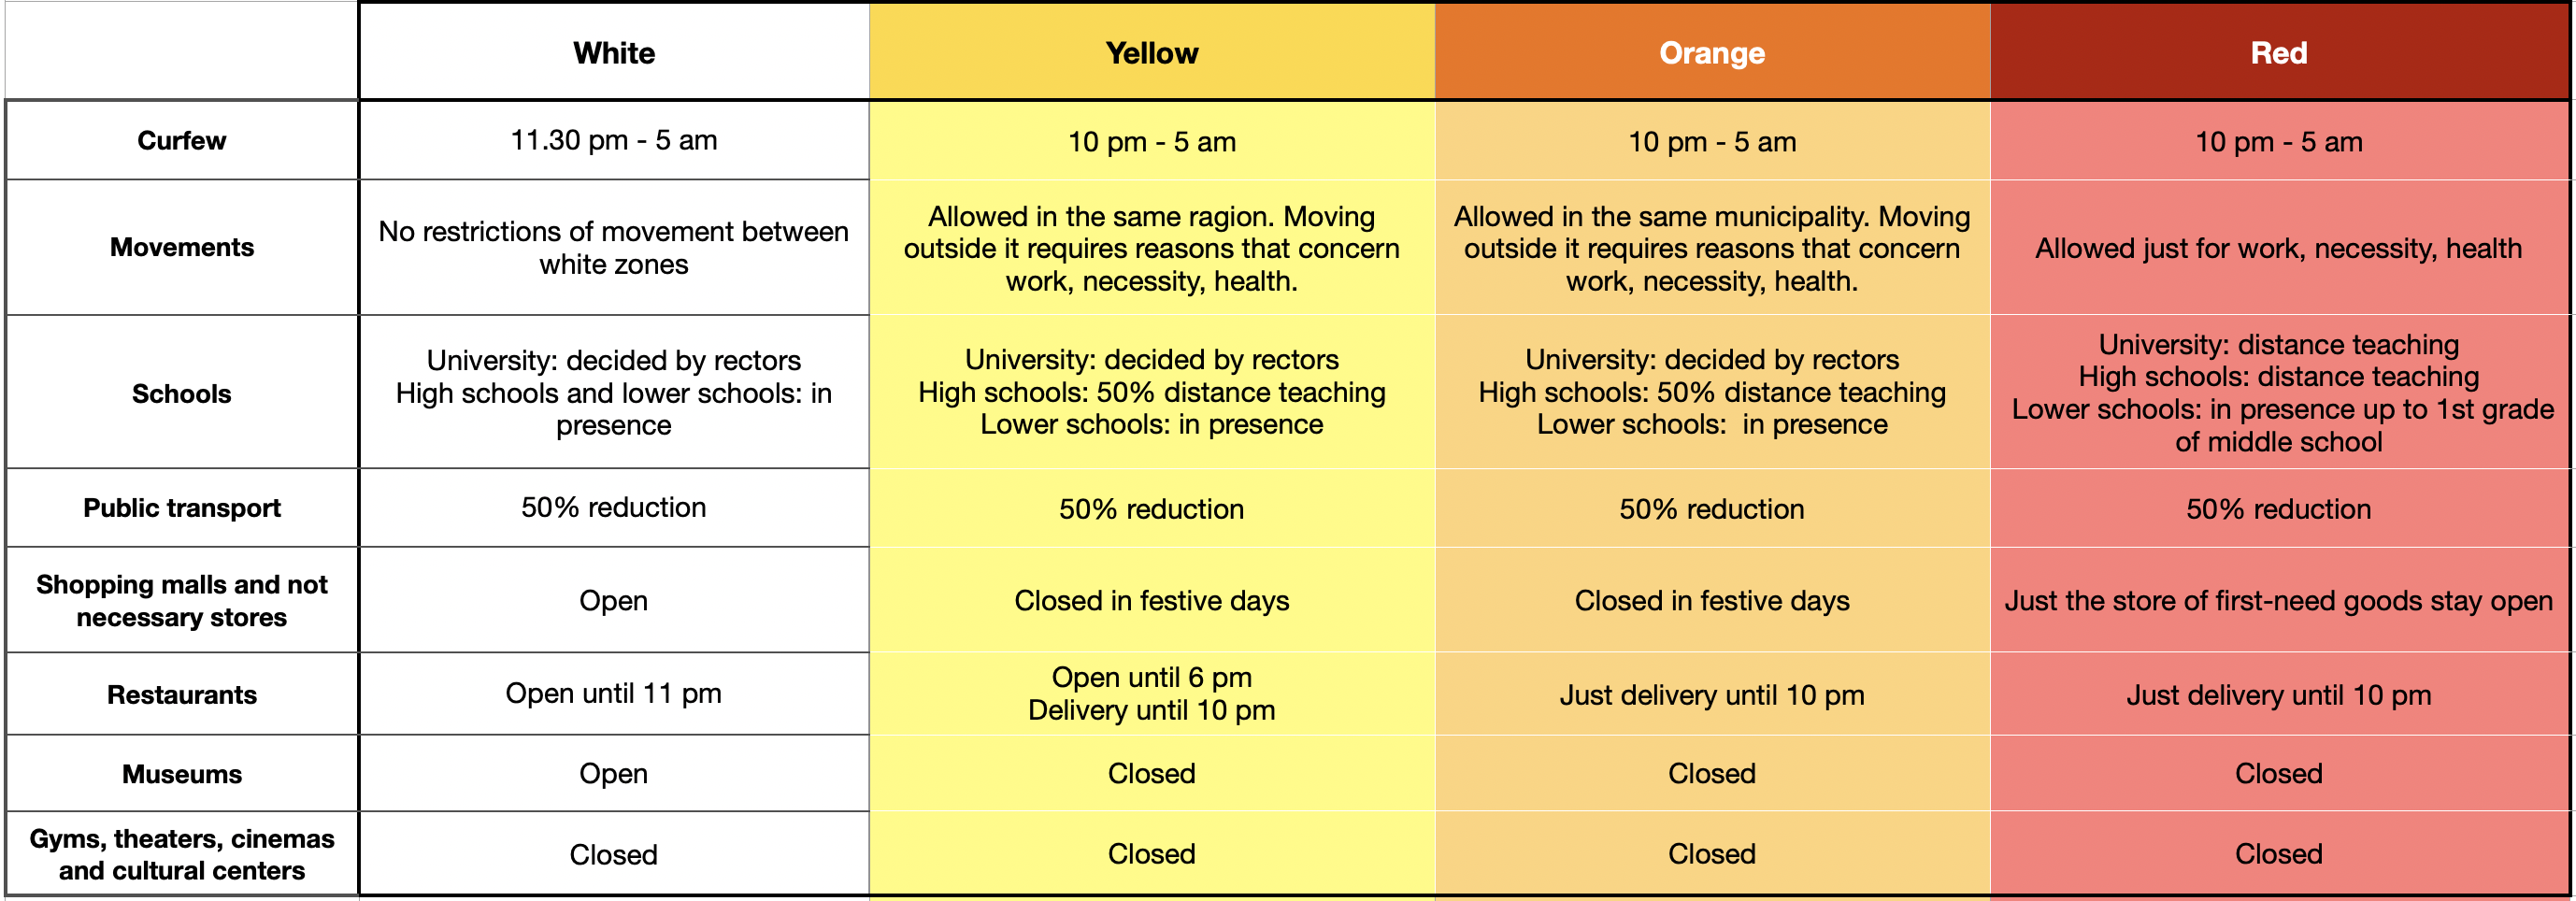 White Yellow Orange Red
Curfew 11.30 pm - 5 am 10 pm - 5 am 10 pm - 5 am 10 pm - 5 am
Movements
No restrictions of movement between
white zones
Allowed in the same ragion. Moving
outside it requires reasons that concern
work, necessity, health.
Allowed in the same municipality. Moving
outside it requires reasons that concern
work, necessity, health.
Allowed just for work, necessity, health
Schools
University: decided by rectors
High schools and lower schools: in
presence
University: decided by rectors
High schools: 50% distance teaching
Lower schools: in presence
University: decided by rectors
High schools: 50% distance teaching
Lower schools:  in presence
University: distance teaching
High schools: distance teaching
Lower schools: in presence up to 1st grade
of middle school
Public transport 50% reduction 50% reduction 50% reduction 50% reduction
Shopping malls and not
necessary stores
Open
Closed in festive days
Closed in festive days
Just the store of first-need goods stay open
Restaurants
Open until 11 pm
Open until 6 pm
Delivery until 10 pm
Just delivery until 10 pm
Just delivery until 10 pm
Museums Open Closed Closed Closed
Gyms, theaters, cinemas
and cultural centers
Closed
Closed
Closed
Closed